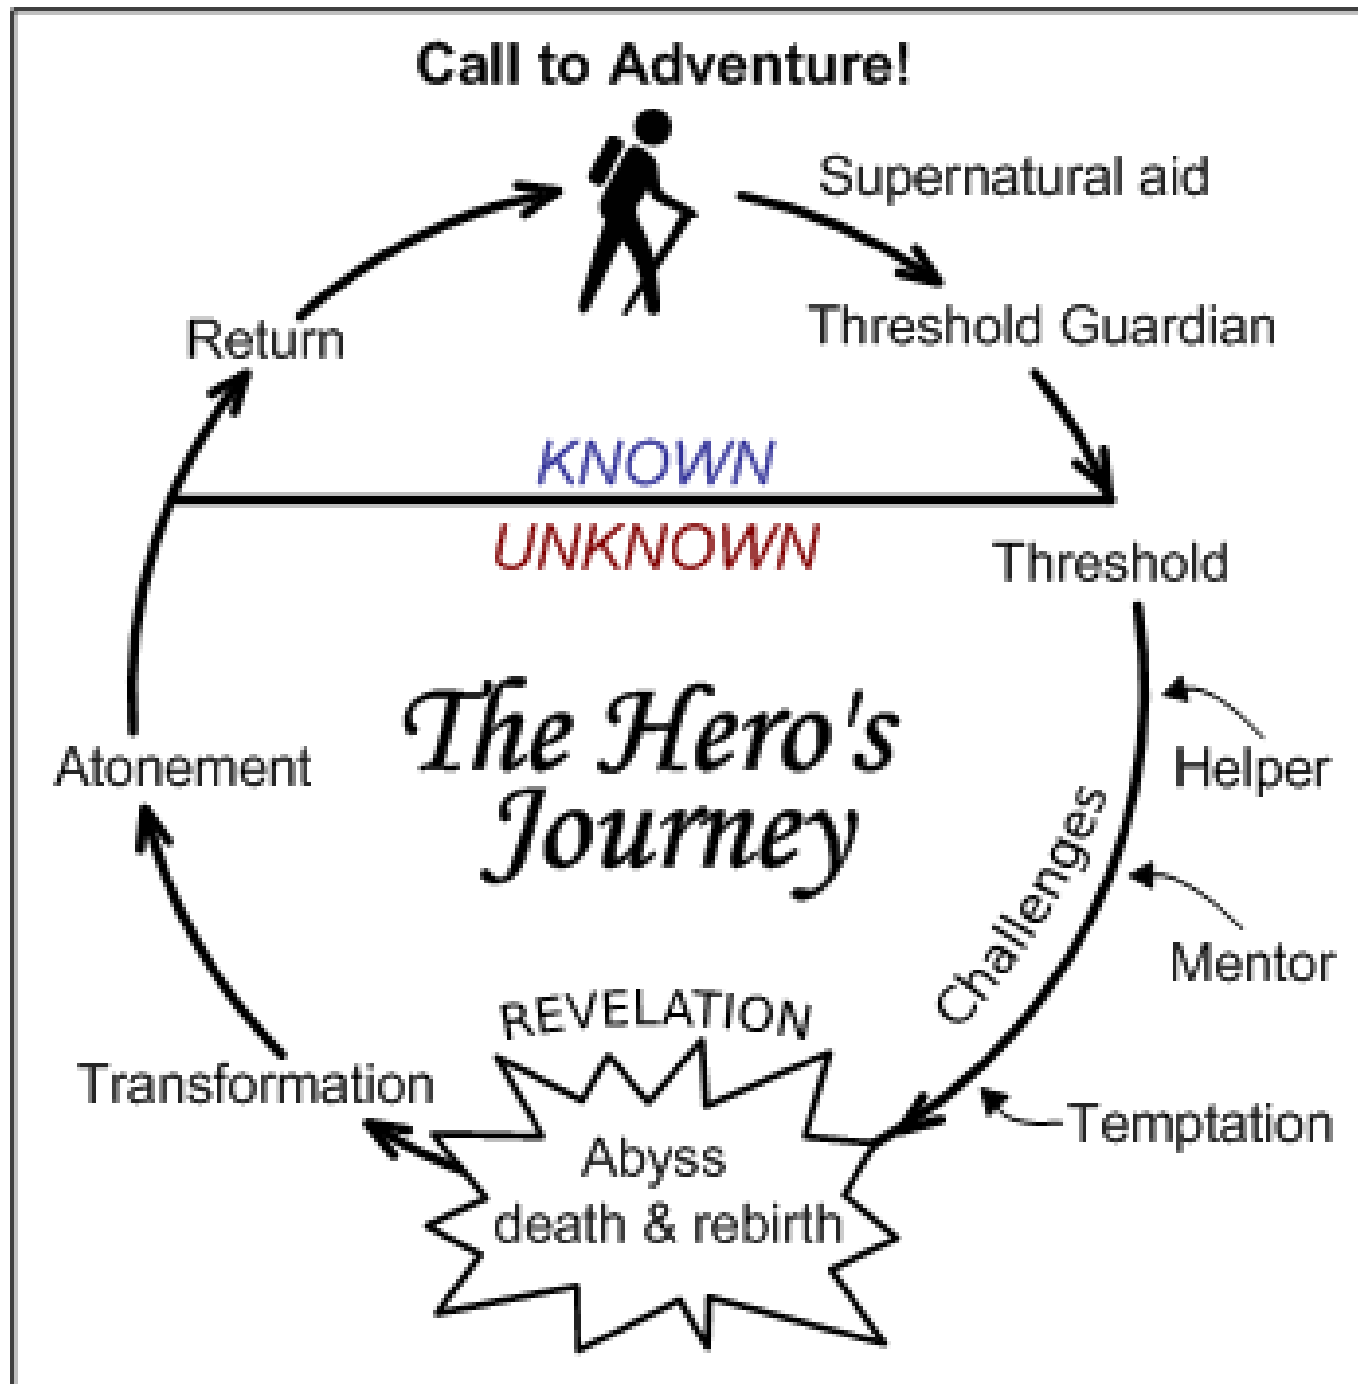 Call to Adventure!
Supernatural aid
Threshold Guardian
Return
KNOWN
UNKNOWN
Threshold
The Hero's
Journey
Helper
Atonement
Challenges
Mentor
REVELATION
Transformation
Temptation
Abyss
death & rebirth